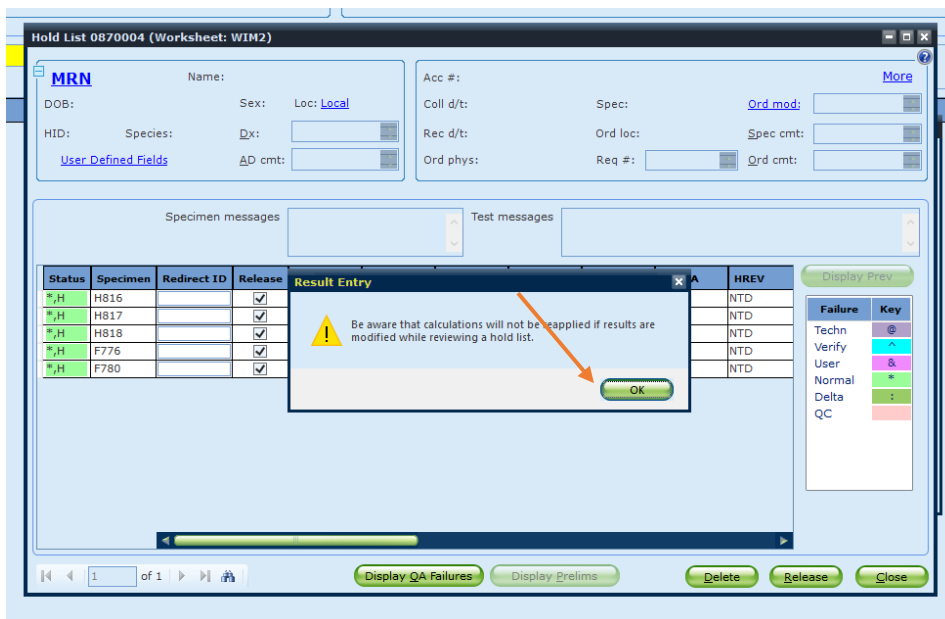 Hold List 0870004 (Worksheet: WIM2)
MRN Name: Acc #: More
DOB: Sex: Loc: Local Coll d/t: Spec: Ord mod:
HID: Species: Dx: Rec d/t: Ord loc: Spec cmt:
User Defined Fields AD cmt: Ord phys: Req #: Ord cmt:
Specimen messages Test messages
Status Specimen Redirect ID Release Result Entry A HREV Display Prev
*,H H816 NTD
*,H H817 NTD
*,H H818 NTD
*,H F776 NTD
*,H F780 NTD
Be aware that calculations will not be reapplied if results are
modified while reviewing a hold list.
OK
Failure Key
Techn @
Verify ^
User &
Normal *
Delta :
QC
1 of 1 Display QA Failures Display Prelims Delete Release Close